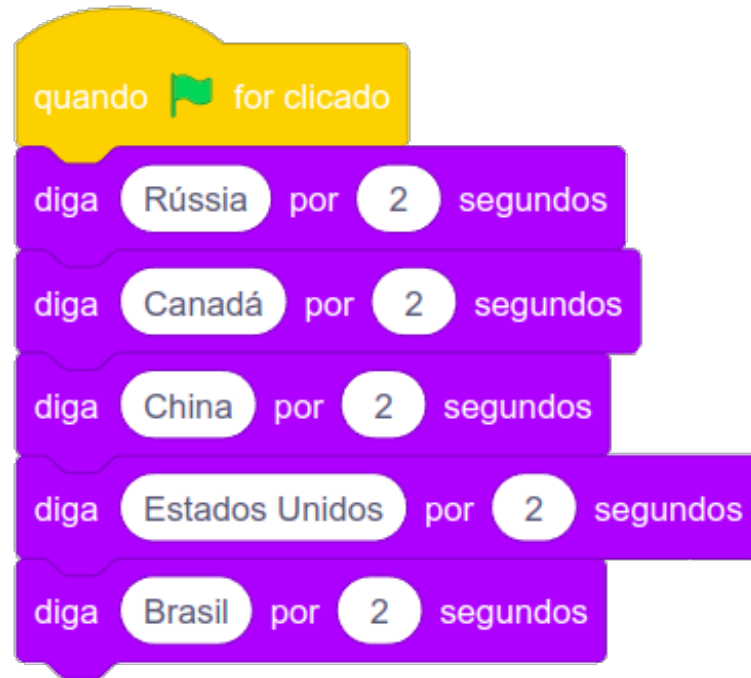 quando for clicado
diga Rússia por 2 segundos
diga Canadá por 2 segundos
diga China por 2 segundos
diga Estados Unidos por 2 segundos
diga Brasil por 2 segundos